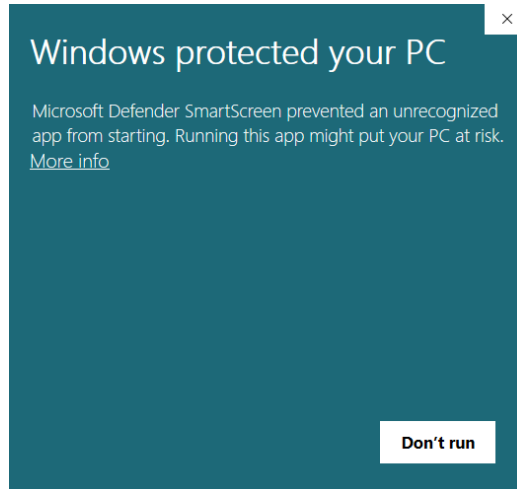 Windows protected your PC
Microsoft Defender SmartScreen prevented an unrecognized
app from starting. Running this app might put your PC at risk.
More info
Don't run